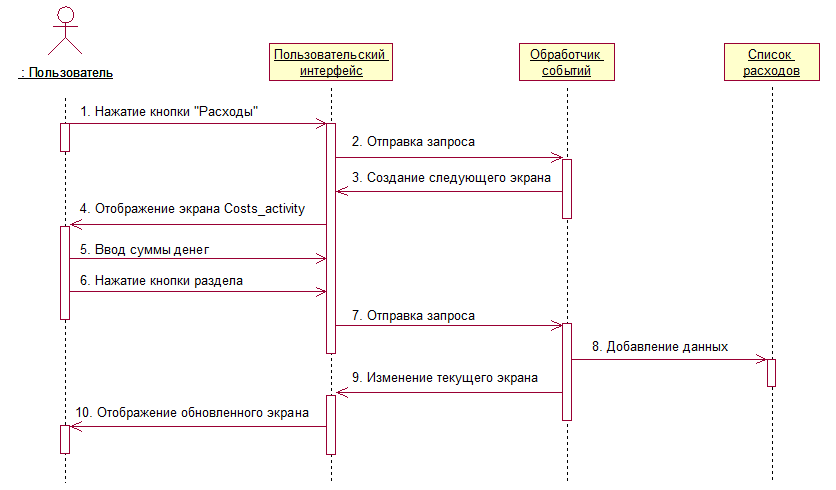 : Пользователь
Пользовательский
интерфейс
Обработчик
событий
Список
расходов
1. Нажатие кнопки "Расходы"
2. Отправка запроса
3. Создание следующего экрана
4. Отображение экрана Costs_activity
5. Ввод суммы денег
6. Нажатие кнопки раздела
7. Отправка запроса
8. Добавление данных
9. Изменение текущего экрана
10. Отображение обновленного экрана